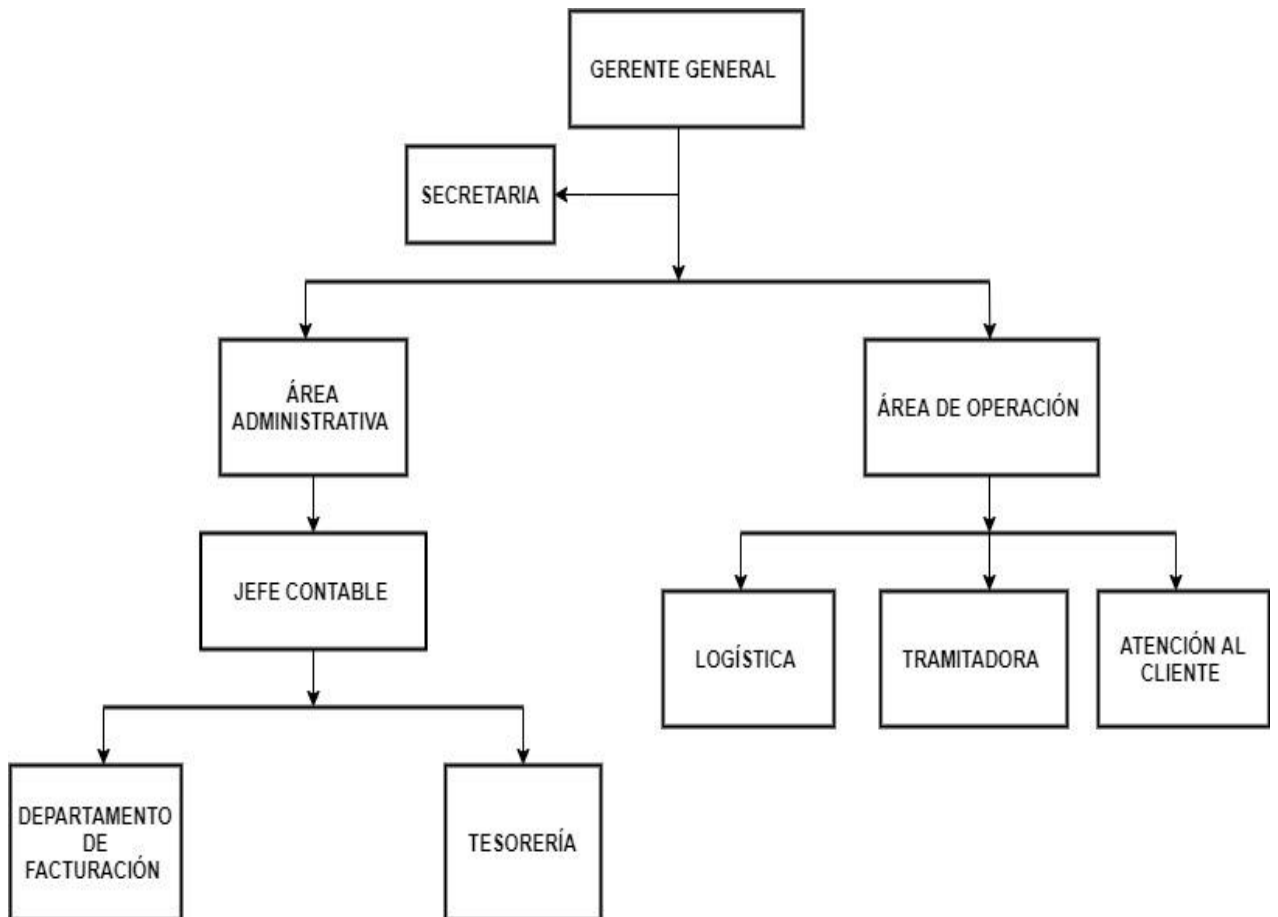 GERENTE GENERAL
SECRETARIA
ÁREA
ADMINISTRATIVA
ÁREA DE OPERACIÓN
JEFE CONTABLE
LOGÍSTICA
TRAMITADORA
ATENCIÓN AL
CLIENTE
DEPARTAMENTO
DE
FACTURACIÓN
TESORERÍA